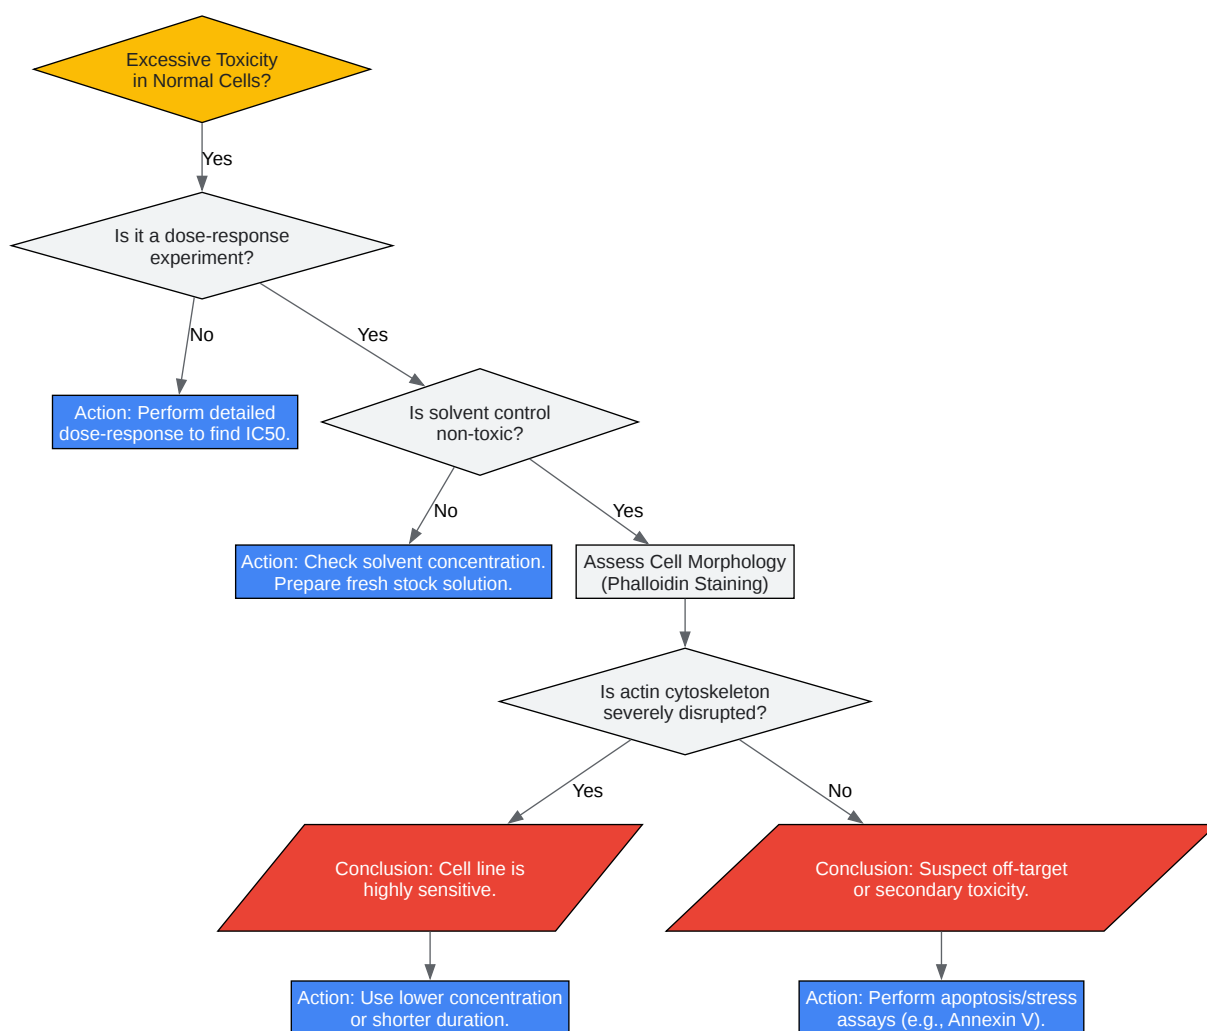 Excessive Toxicity
in Normal Cells?
Yes
Is it a dose-response
experiment?
No
Yes
Action: Perform detailed
dose-response to find IC50.
Is solvent control
non-toxic?
No
Yes
Action: Check solvent concentration.
Prepare fresh stock solution.
Assess Cell Morphology
(Phalloidin Staining)
Is actin cytoskeleton
severely disrupted?
Yes
No
Conclusion: Cell line is
highly sensitive.
Conclusion: Suspect off-target
or secondary toxicity.
Action: Use lower concentration
or shorter duration.
Action: Perform apoptosis/stress
assays (e.g., Annexin V).